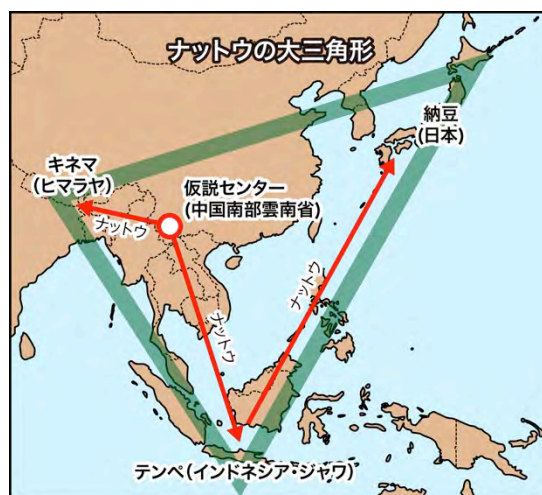 ナットウの大三角形
納豆
(日本)
キネマ
(ヒマラヤ)
仮説センター
(中国南部雲南省)
ナットウ
ナットウ
ナットウ
テンペ(インドネシア・ジャワ)